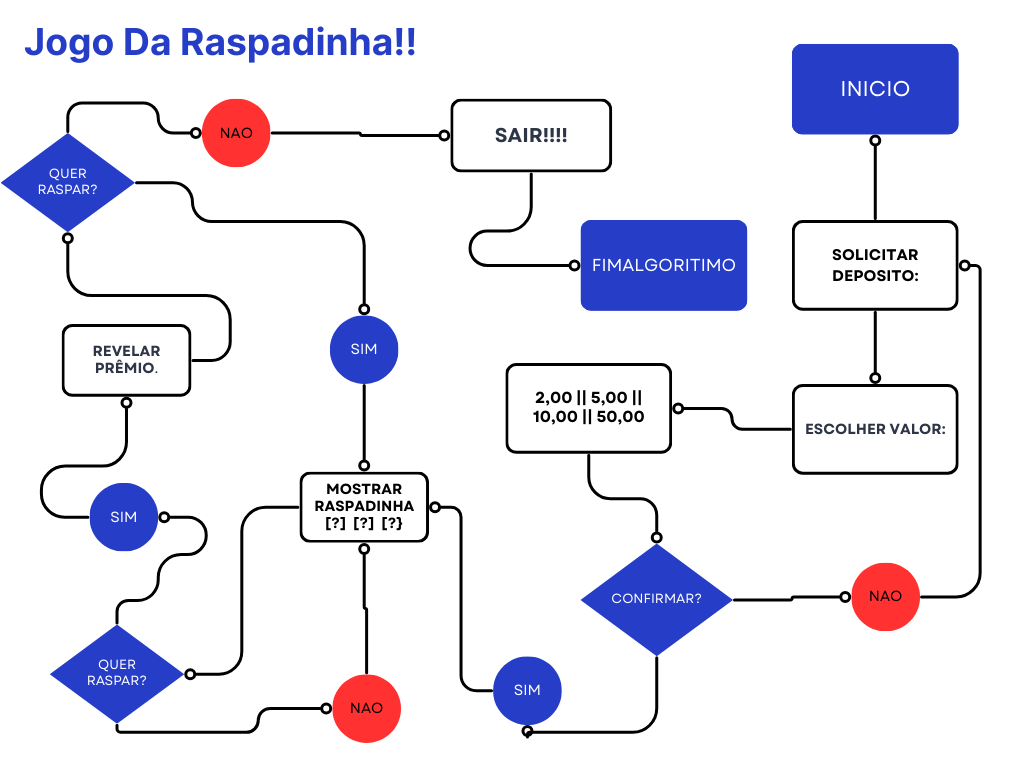 Jogo Da Raspadinha!!
INICIO
NAO
SAIR!!!!
QUER
RASPAR?
SOLICITAR
DEPOSITO:
FIMALGORITIMO
SIM
REVELAR
PRÊMIO.
2,00 || 5,00 ||
10,00 || 50,00
ESCOLHER VALOR:
MOSTRAR
RASPADINHA
[?] [?] [?}
SIM
CONFIRMAR?
NAO
QUER
RASPAR?
SIM
NAO